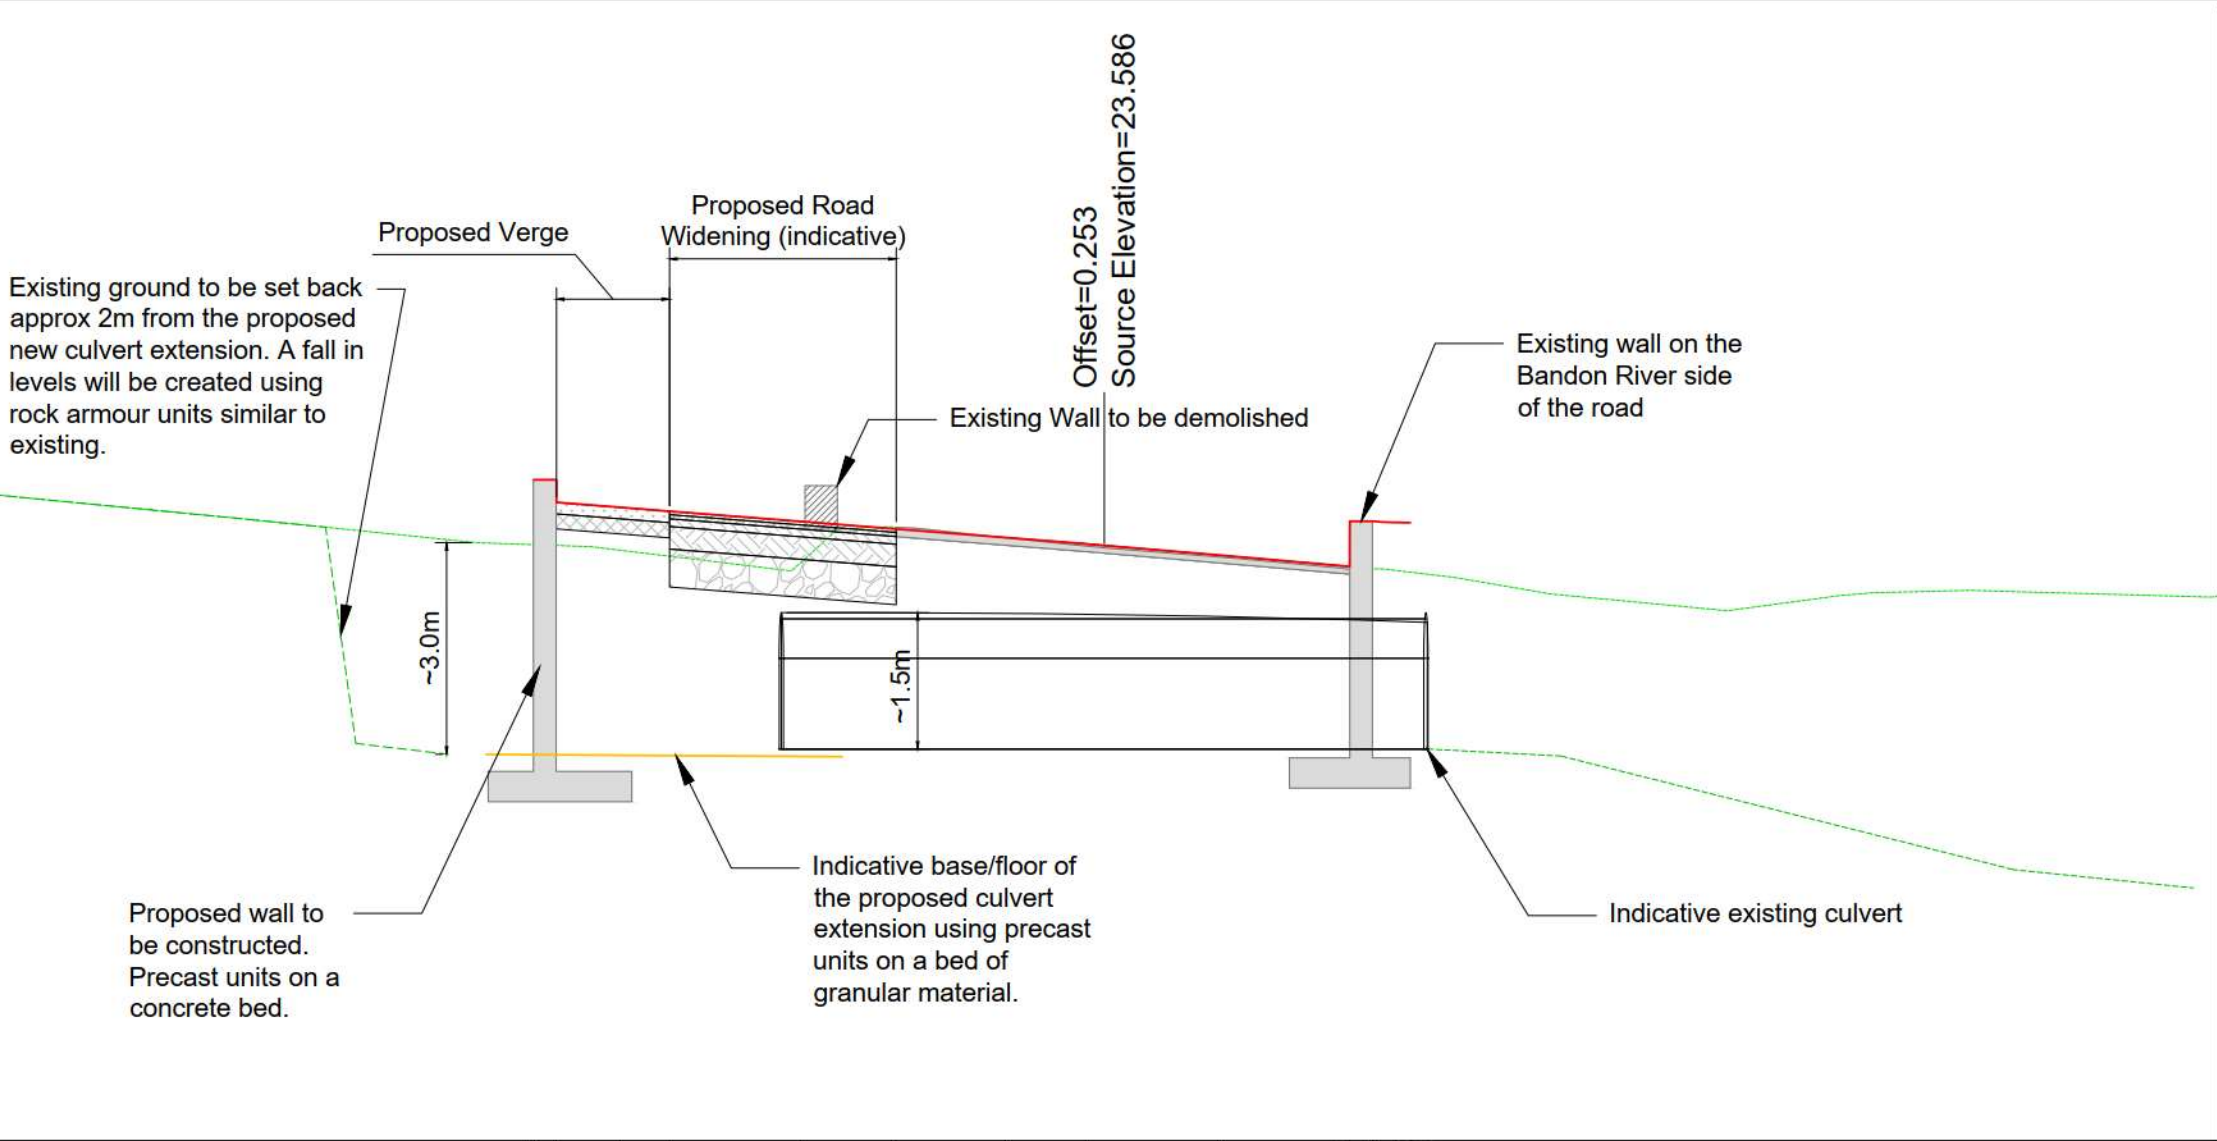 Offset=0.253
Source Elevation=23.586
Proposed Road
Widening (indicative)
Proposed Verge
Existing ground to be set back
approx 2m from the proposed
new culvert extension. A fall in
levels will be created using
rock armour units similar to
existing.
Existing wall on the
Bandon River side
of the road
Existing Wall to be demolished
~3.0m
~1.5m
Indicative base/floor of
the proposed culvert
extension using precast
units on a bed of
granular material.
Proposed wall to
be constructed.
Precast units on a
concrete bed.
Indicative existing culvert